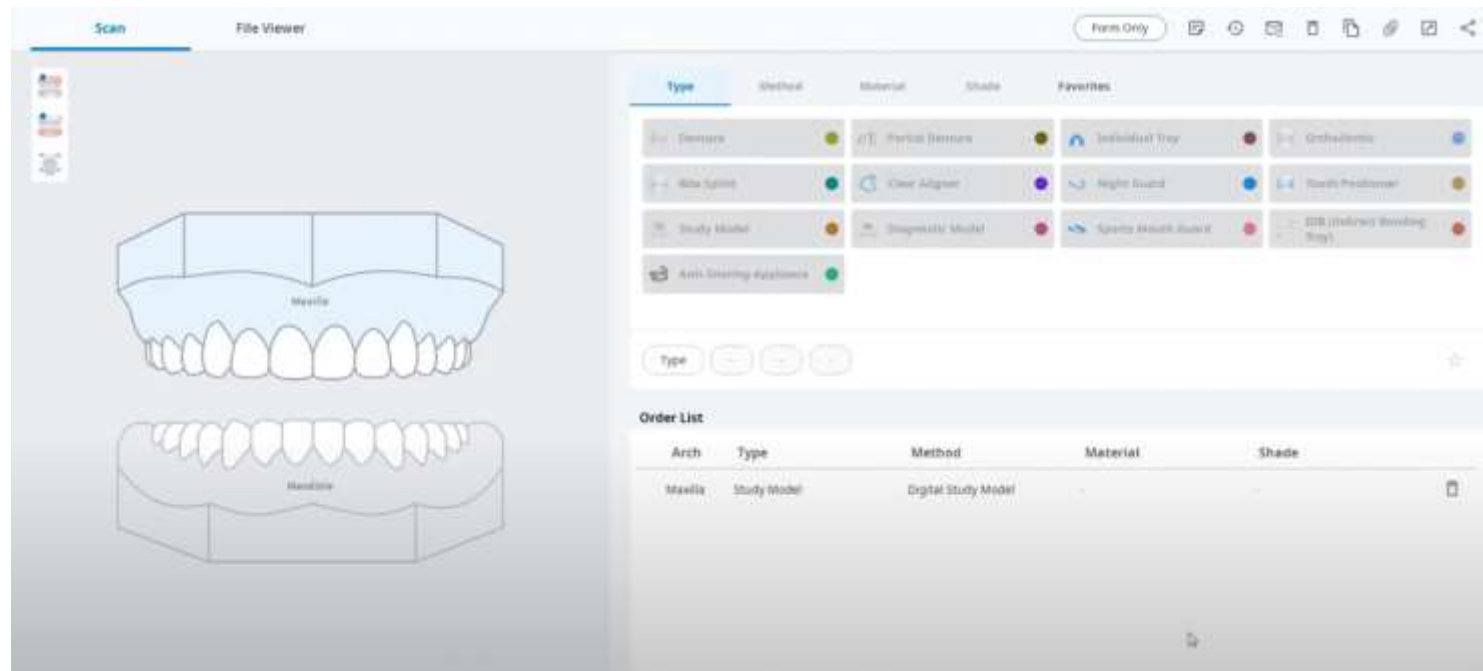 Scan File Viewer Form Only
Type Method Material Shade Favorites
Denture Partial Denture Individual Tray Orthodontic
Bite Splint Clear Aligner Night Guard Tooth Positioner
Study Model Diagnostic Model Sports Mouth Guard IDB (Indirect Bonding Tray)
Anti Snoring Appliance
Maxilla
Mandible
Type
Order List
Arch Type Method Material Shade
Maxilla Study Model Digital Study Model - -